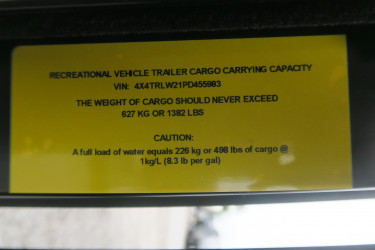 RECREATIONAL VEHICLE TRAILER CARGO CARRYING CAPACITY
VIN: 4X4TRLW21PD455983
THE WEIGHT OF CARGO SHOULD NEVER EXCEED
627 KG OR 1382 LBS
CAUTION:
A full load of water equals 226 kg or 498 lbs of cargo @
1kg/L (8.3 lb per gal)